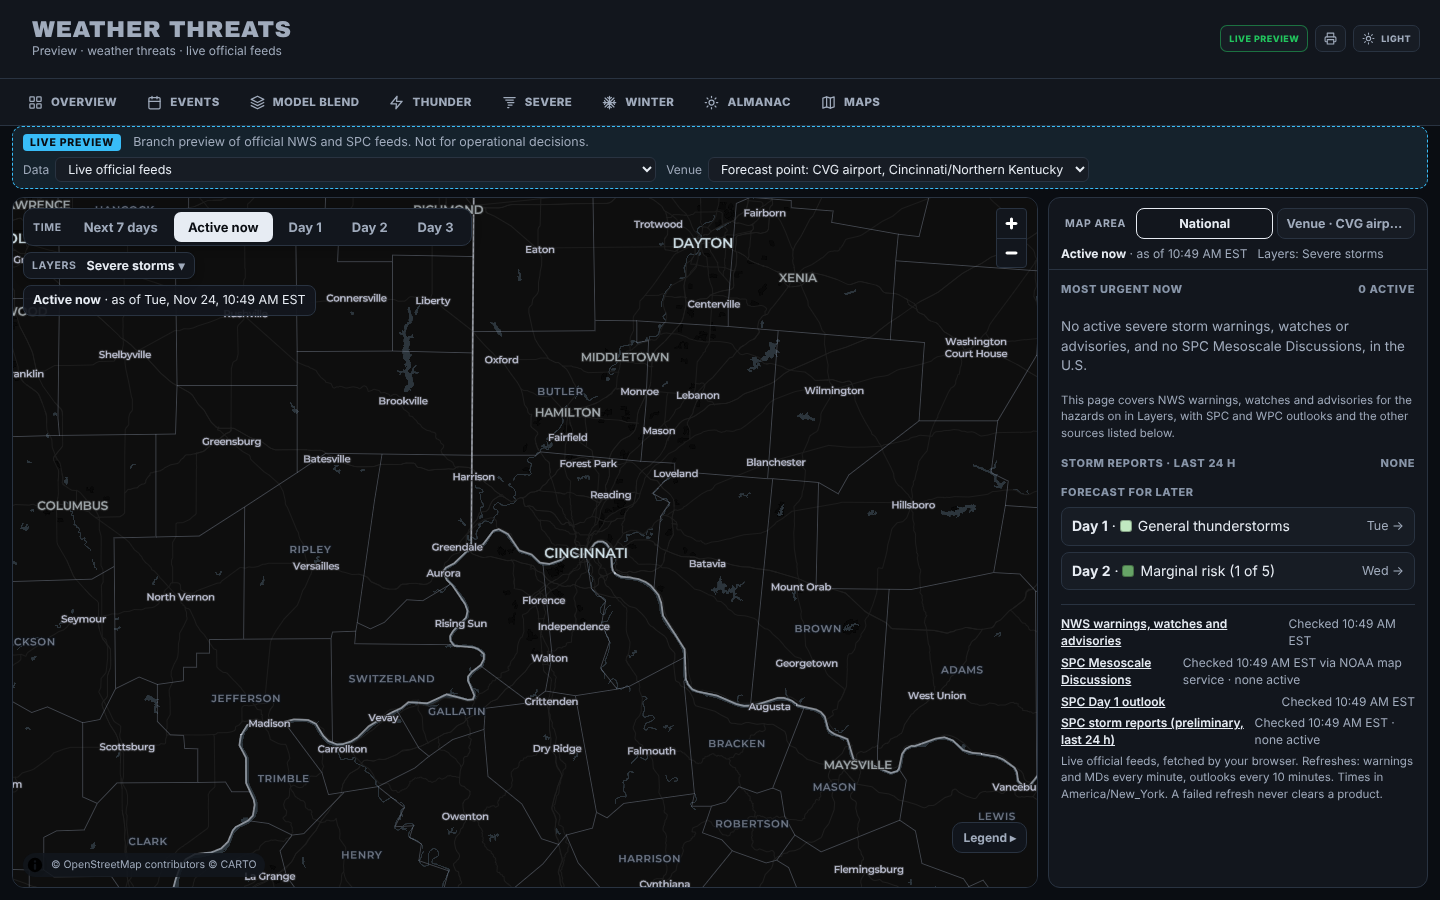 WEATHER THREATS
Preview · weather threats · live official feeds
LIVE PREVIEW
LIGHT
OVERVIEW
EVENTS
MODEL BLEND
THUNDER
SEVERE
WINTER
ALMANAC
MAPS
LIVE PREVIEW Branch preview of official NWS and SPC feeds. Not for operational decisions.
Data Live official feeds
Venue Forecast point: CVG airport, Cincinnati/Northern Kentucky
TIME Next 7 days Active now Day 1 Day 2 Day 3
LAYERS Severe storms ▾
Active now · as of Tue, Nov 24, 10:49 AM EST
+
−
Fairborn
Trotwood
DAYTON
Eaton
XENIA
Connersville
Liberty
Centerville
Shelbyville
Oxford
MIDDLETOWN
Washington
Court House
anklin
BUTLER
Monroe
Lebanon
Wilmington
Brookville
HAMILTON
Mason
Greensburg
Fairfield
Batesville
Forest Park
Blanchester
Harrison
Loveland
Reading
COLUMBUS
Hillsboro
RIPLEY
Versailles
Greendale
CINCINNATI
Aurora
Batavia
Mount Orab
North Vernon
Florence
Seymour
Rising Sun
Independence
BROWN
CKSON
Walton
Georgetown
ADAMS
SWITZERLAND
JEFFERSON
Crittenden
West Union
GALLATIN
Augusta
Madison
Vevay
Scottsburg
Carrollton
Dry Ridge
Falmouth
BRACKEN
MAYSVILLE
TRIMBLE
MASON
Vancebu
Owenton
ROBERTSON
LEWIS
CLARK
HENRY
HARRISON
Flemingsburg
La Grange
Cynthiana
Legend ▸
© OpenStreetMap contributors © CARTO
MAP AREA National Venue · CVG airp...
Active now · as of 10:49 AM EST Layers: Severe storms
MOST URGENT NOW 0 ACTIVE
No active severe storm warnings, watches or
advisories, and no SPC Mesoscale Discussions, in the
U.S.
This page covers NWS warnings, watches and advisories for the
hazards on in Layers, with SPC and WPC outlooks and the other
sources listed below.
STORM REPORTS · LAST 24 H NONE
FORECAST FOR LATER
Day 1 · General thunderstorms Tue →
Day 2 · Marginal risk (1 of 5) Wed →
NWS warnings, watches and
advisories
Checked 10:49 AM
EST
SPC Mesoscale
Discussions
Checked 10:49 AM EST via NOAA map
service · none active
SPC Day 1 outlook Checked 10:49 AM EST
SPC storm reports (preliminary,
last 24 h)
Checked 10:49 AM EST ·
none active
Live official feeds, fetched by your browser. Refreshes: warnings
and MDs every minute, outlooks every 10 minutes. Times in
America/New_York. A failed refresh never clears a product.